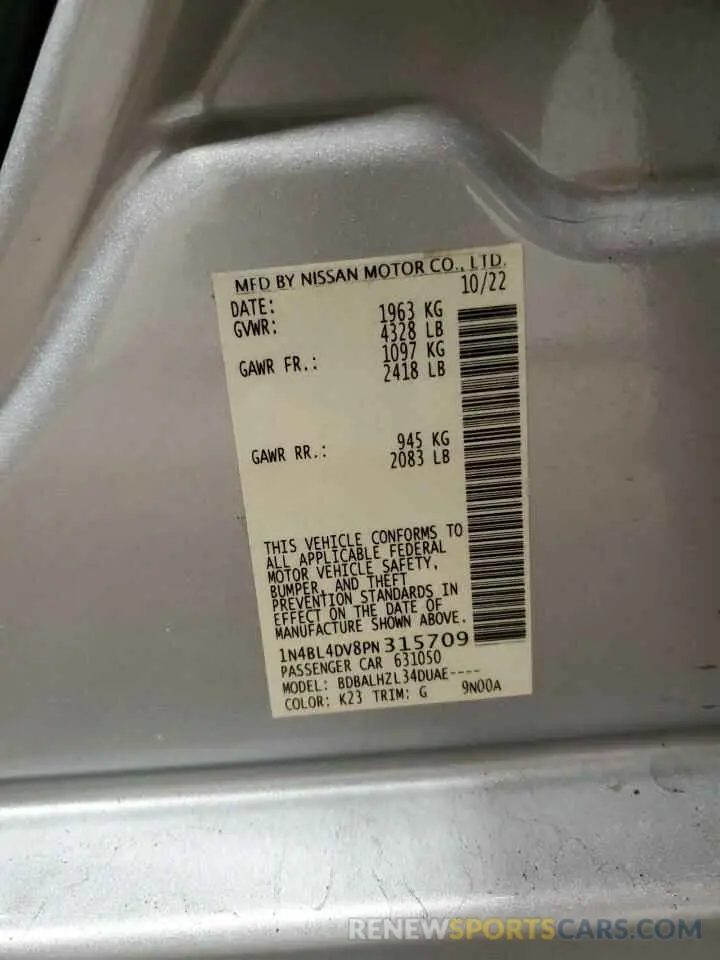 MFD BY NISSAN MOTOR CO., LTD.
DATE: 10/22
GVWR: 1963 KG
4328 LB
GAWR FR.: 1097 KG
2418 LB
GAWR RR.: 945 KG
2083 LB
THIS VEHICLE CONFORMS TO
ALL APPLICABLE FEDERAL
MOTOR VEHICLE SAFETY,
BUMPER, AND THEFT
PREVENTION STANDARDS IN
EFFECT ON THE DATE OF
MANUFACTURE SHOWN ABOVE.
1N4BL4DV8PN315709
PASSENGER CAR 631050
MODEL: BDBALHZL34DUAE----
COLOR: K23 TRIM: G 9N00A
RENEWSPORTSCARS.COM